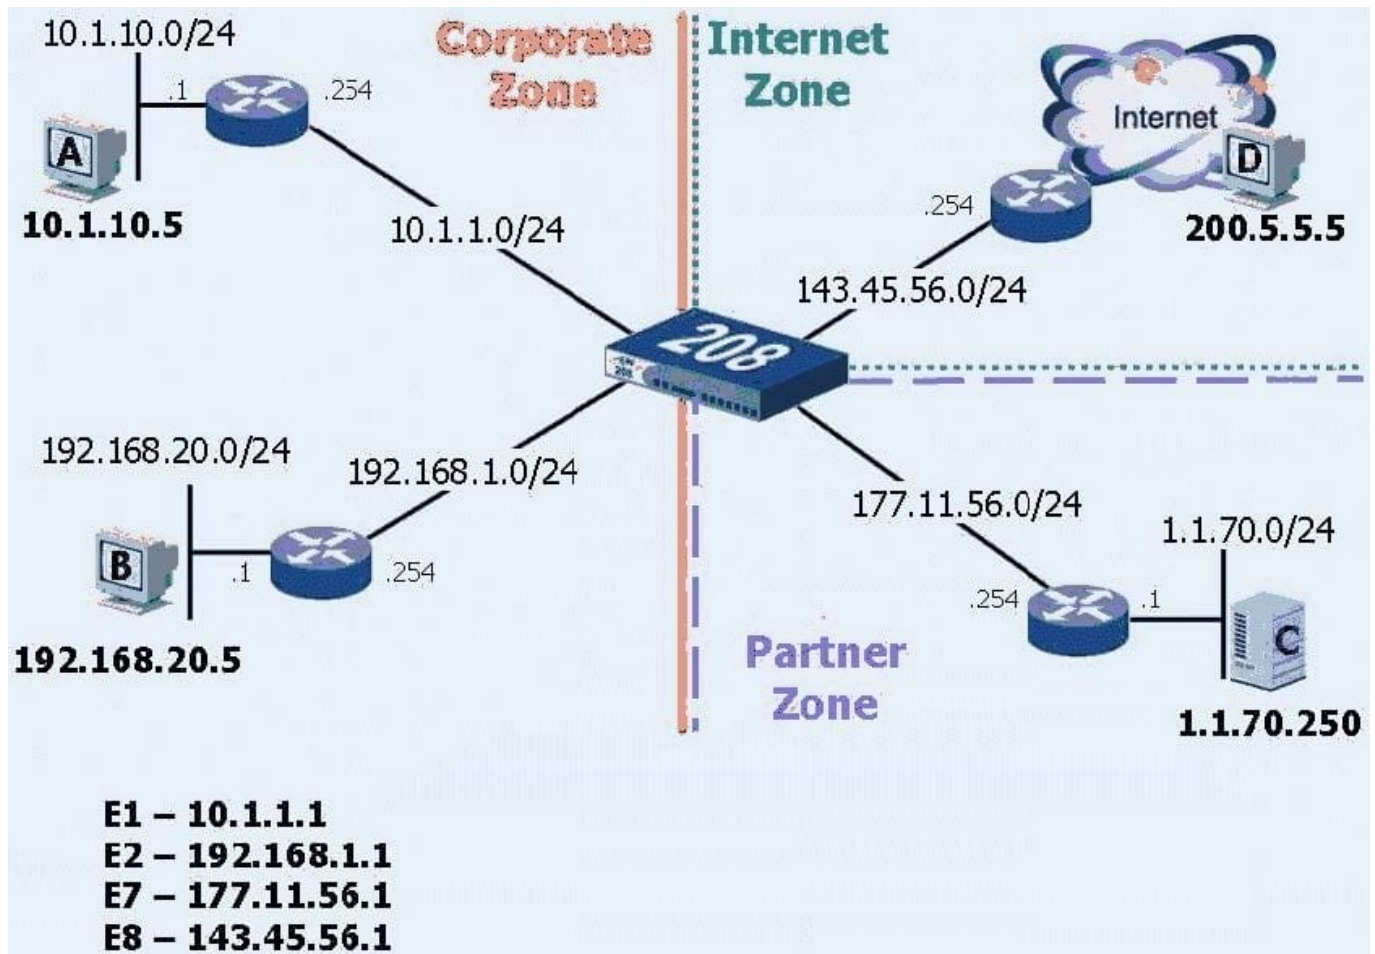 10.1.10.0/24
Corporate
Zone
Internet
Zone
.1
.254
Internet
A
D
10.1.10.5
.254
200.5.5.5
10.1.1.0/24
143.45.56.0/24
208
208
192.168.20.0/24
192.168.1.0/24
177.11.56.0/24
1.1.70.0/24
B
.1
.254
.254
.1
C
192.168.20.5
Partner
Zone
1.1.70.250
E1 – 10.1.1.1
E2 – 192.168.1.1
E7 – 177.11.56.1
E8 – 143.45.56.1